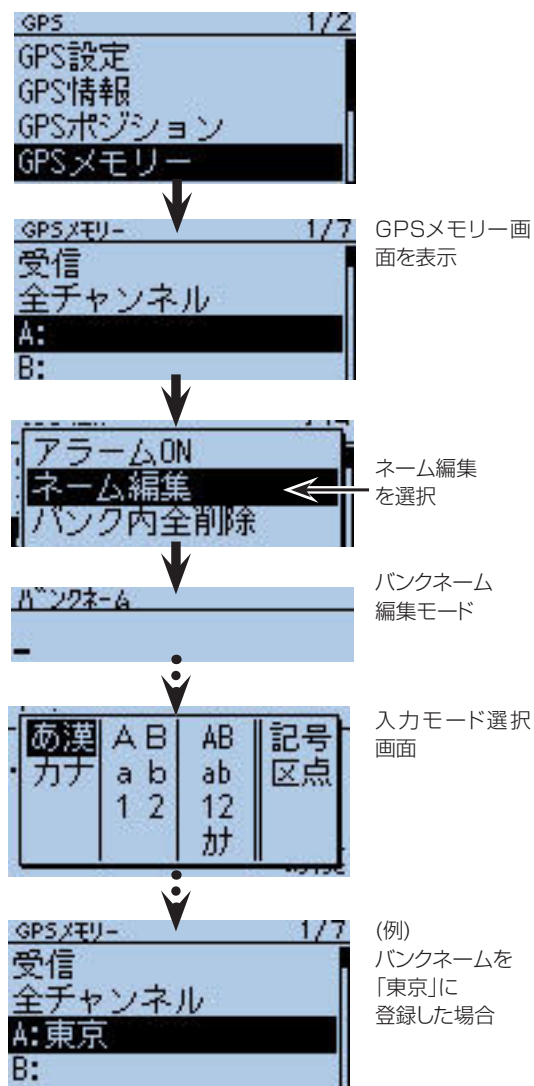 GPS 1/2
GPS設定
GPS情報
GPSポジション
GPSメモリー
GPSメモリー 1/7
受信
全チャンネル
A:
B:
GPSメモリー画
面を表示
アラームON
ネーム編集
バンク内全削除
ネーム編集
を選択
バンクネーム
バンクネーム
編集モード
あ漢 A B AB 記号
カナ a b ab 区点
1 2 12
カナ
入力モード選択
画面
GPSメモリー 1/7
受信
全チャンネル
A:東京
B:
(例)
バンクネームを
「東京」に
登録した場合